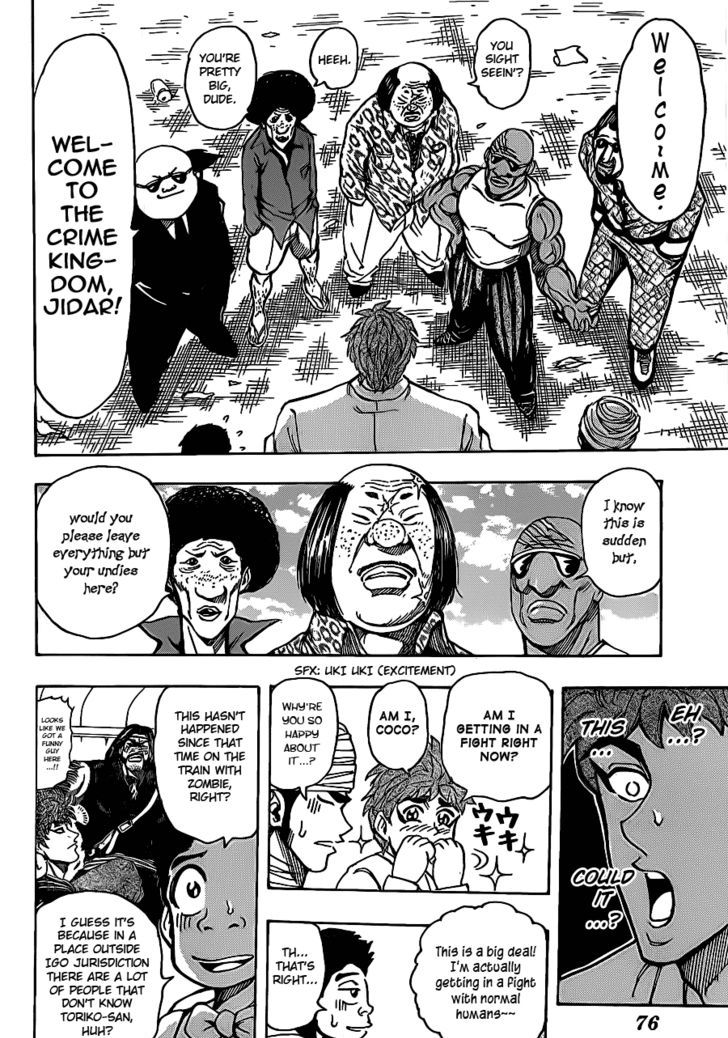 Welcome.
YOU
SIGHT
SEEIN'?
HEEH.
YOU'RE
PRETTY
BIG,
DUDE.
WEL-
COME
TO
THE
CRIME
KING-
DOM,
JIDAR!
I know
this is
sudden
but,
would you
please leave
everything but
your undies
here?
SFX: UKI UKI (EXCITEMENT)
EH
...?
THIS
...
COULD
IT
...?
AM I
GETTING IN A
FIGHT RIGHT
NOW?
AM I,
COCO?
WHY'RE
YOU SO
HAPPY
ABOUT
IT...?
ウキ
ウキ
This is a big deal!
I'm actually
getting in a fight
with normal
humans~~
TH...
THAT'S
RIGHT...
THIS HASN'T
HAPPENED
SINCE THAT
TIME ON THE
TRAIN WITH
ZOMBIE,
RIGHT?
LOOKS
LIKE WE
GOT A
FUNNY
GUY
HERE
...!!
I GUESS IT'S
BECAUSE IN A
PLACE OUTSIDE
IGO JURISDICTION
THERE ARE A LOT
OF PEOPLE THAT
DON'T KNOW
TORIKO-SAN,
HUH?
76